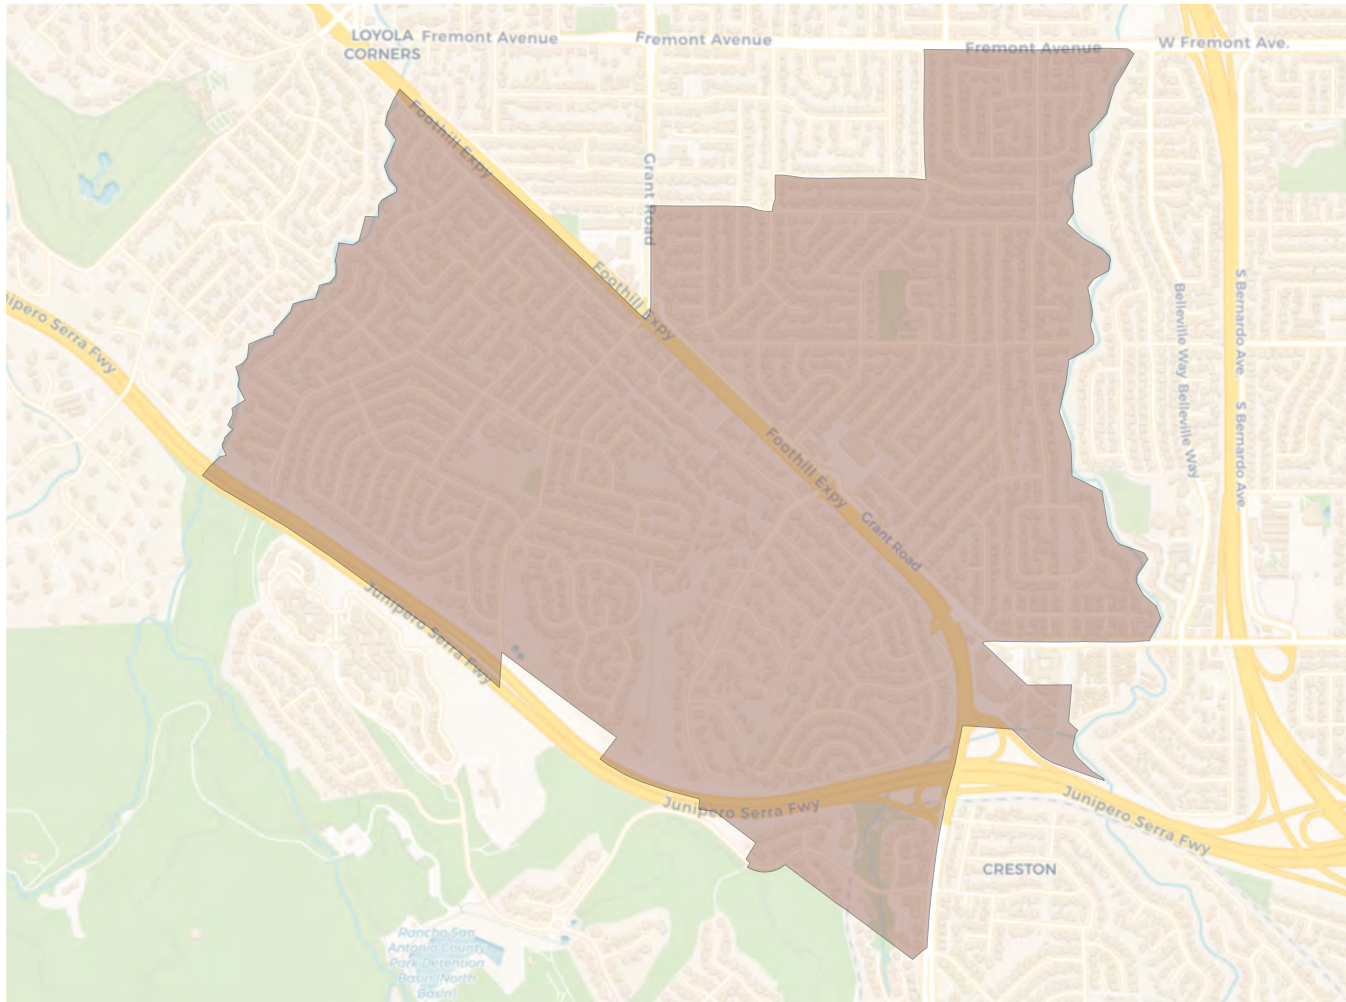 LOYOLA
CORNERS
Fremont Avenue
Fremont Avenue
Fremont Avenue
W Fremont Ave.
Foothill Expy
Grant Road
Foothill Expy
Junipero Serra Fwy
Belleville Way
Belleville Way
S Bernardo Ave.
S Bernardo Ave.
Foothill Expy
Grant Road
Junipero Serra Fwy
Junipero Serra Fwy
Junipero Serra Fwy
CRESTON
Rancho San
Antonio County
Park Detention
Basin, North
Basin)